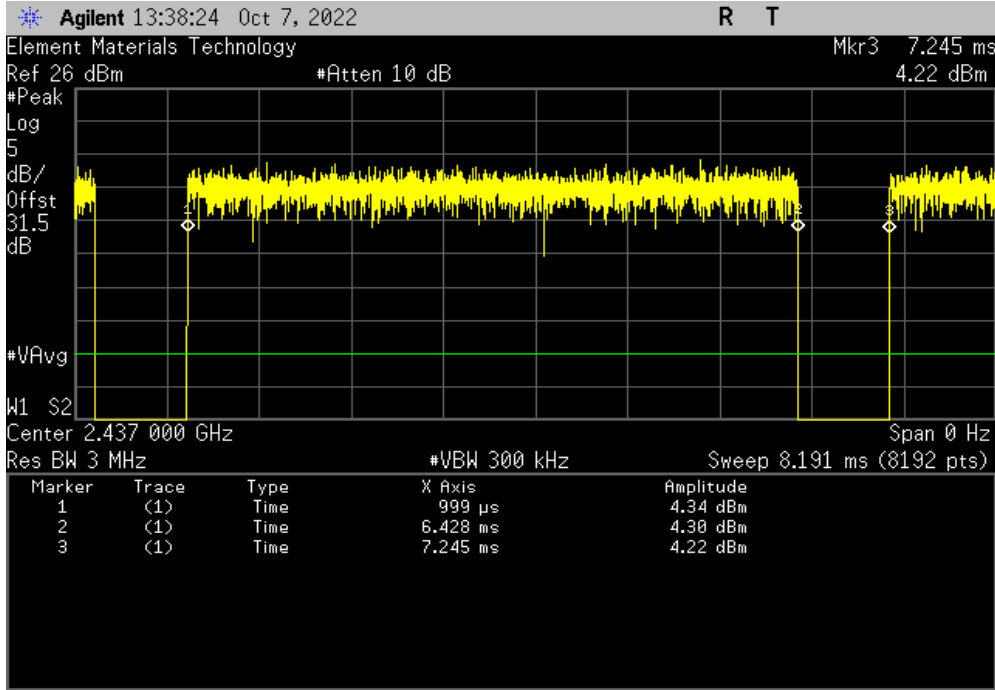 Agilent 13:38:24 Oct 7, 2022 R T
Element Materials Technology Mkr3 7.245 ms
Ref 26 dBm #Atten 10 dB 4.22 dBm
#Peak
Log
5
dB/
Offst
31.5
dB
1 2 3
#VAvg
W1 S2
Center 2.437 000 GHz Span 0 Hz
Res BW 3 MHz #VBW 300 kHz Sweep 8.191 ms (8192 pts)
Marker Trace Type X Axis Amplitude
1 (1) Time 999 µs 4.34 dBm
2 (1) Time 6.428 ms 4.30 dBm
3 (1) Time 7.245 ms 4.22 dBm